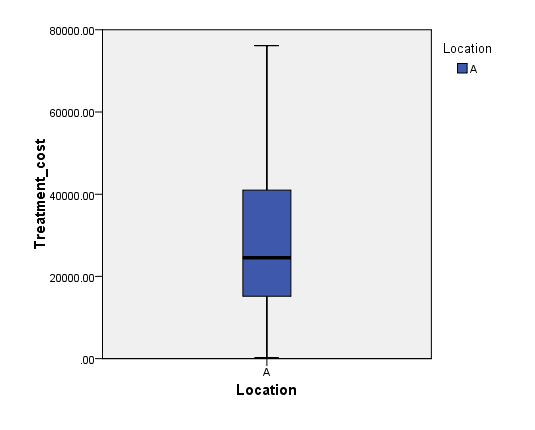 80000.00
60000.00
40000.00
20000.00
.00
Treatment_cost
A
Location
Location
A